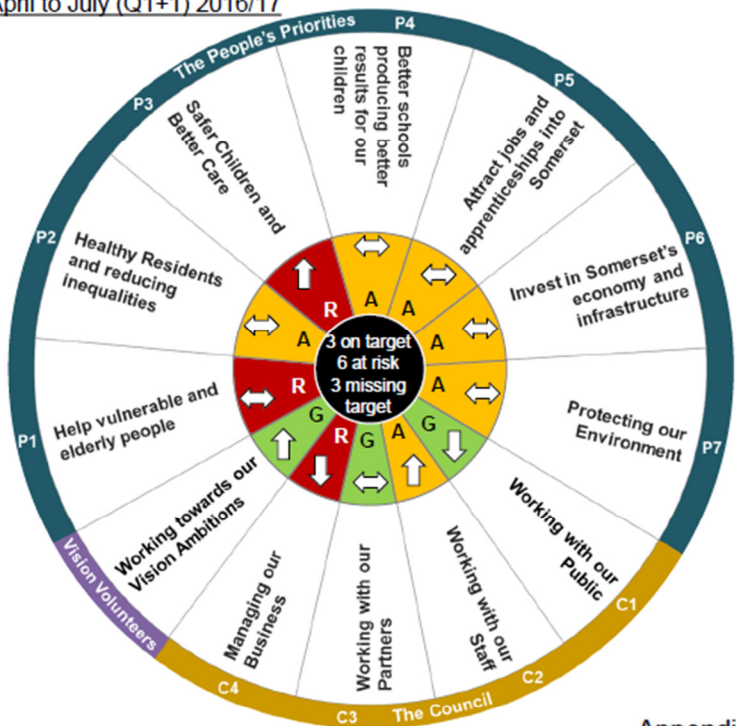 April to July (Q1+1) 2016/17
The People's Priorities
P1
Help vulnerable and
elderly people
R
P2
Healthy Residents
and reducing
inequalities
A
P3
Safer Children and
Better Care
R
P4
Better schools
producing better
results for our
children
A
P5
Attract jobs and
apprenticeships into
Somerset
A
P6
Invest in Somerset's
economy and
infrastructure
A
P7
Protecting our
Environment
A
C1
Working with our
Public
G
C2
Working with our
Staff
A
The Council
C3
Working with our
Partners
G
C4
Managing our
Business
R
Vision Volunteers
Working towards our
Vision Ambitions
G
3 on target
6 at risk
3 missing
target